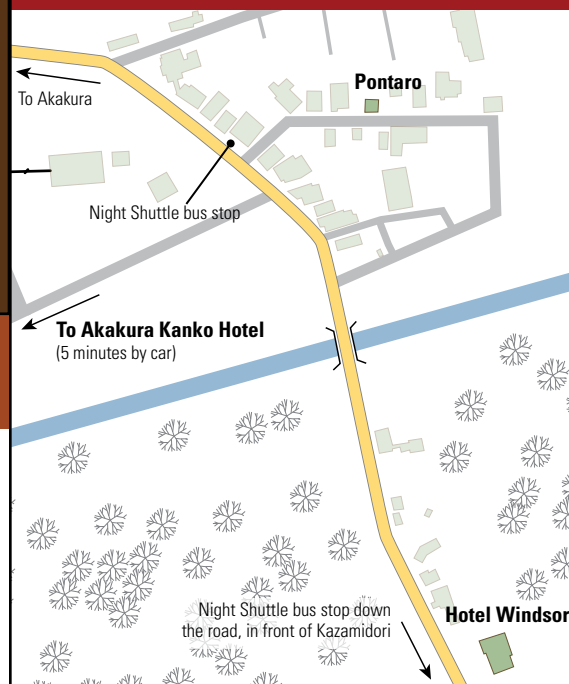 Pontaro
To Akakura
Night Shuttle bus stop
To Akakura Kanko Hotel
(5 minutes by car)
Night Shuttle bus stop down
the road, in front of Kazamidori
Hotel Windsor